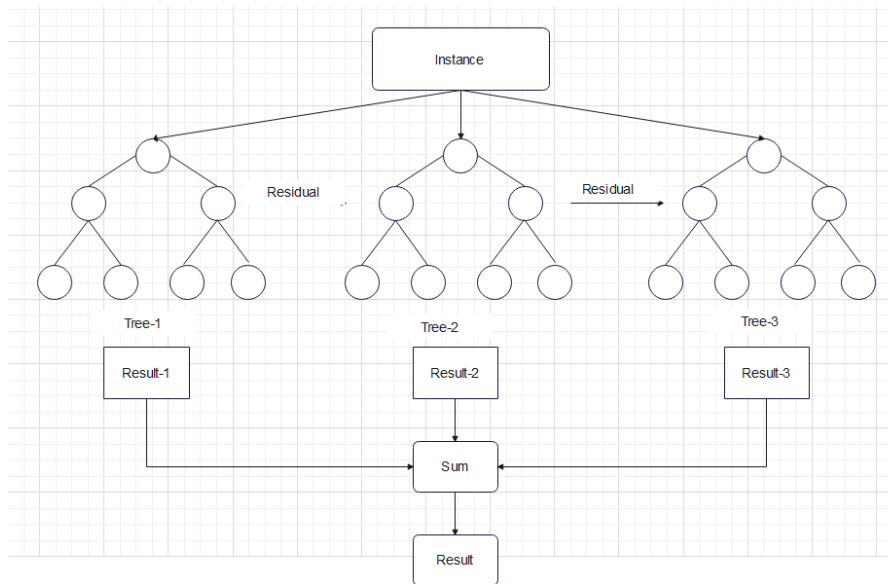 Instance
Residual
Residual
Tree-1
Tree-2
Tree-3
Result-1
Result-2
Result-3
Sum
Result